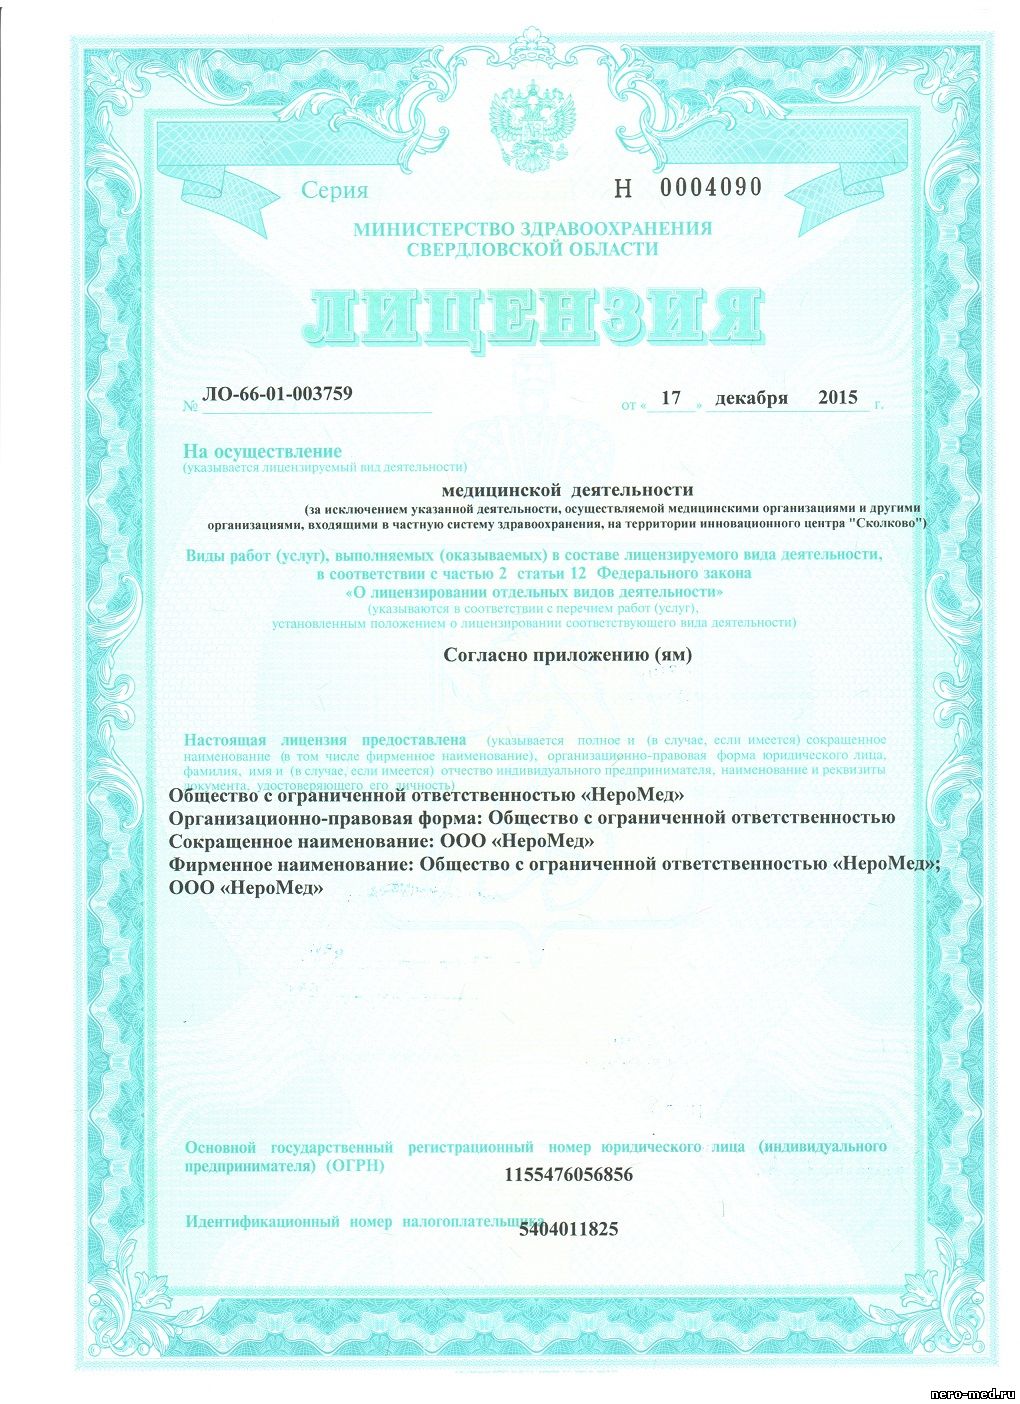 Серия Н 0004090
МИНИСТЕРСТВО ЗДРАВООХРАНЕНИЯ
СВЕРДЛОВСКОЙ ОБЛАСТИ
ЛИЦЕНЗИЯ
№ ЛО-66-01-003759 от « 17 » декабря 2015 г.
На осуществление
(указывается лицензируемый вид деятельности)
медицинской деятельности
(за исключением указанной деятельности, осуществляемой медицинскими организациями и другими
организациями, входящими в частную систему здравоохранения, на территории инновационного центра "Сколково")
Виды работ (услуг), выполняемых (оказываемых) в составе лицензируемого вида деятельности,
в соответствии с частью 2 статьи 12 Федерального закона
«О лицензировании отдельных видов деятельности»
(указываются в соответствии с перечнем работ (услуг),
установленным положением о лицензировании соответствующего вида деятельности)
Согласно приложению (ям)
Настоящая лицензия предоставлена (указывается полное и (в случае, если имеется) сокращенное
наименование (в том числе фирменное наименование), организационно-правовая форма юридического лица,
фамилия, имя и (в случае, если имеется) отчество индивидуального предпринимателя, наименование и реквизиты
документа, удостоверяющего его личность)
Общество с ограниченной ответственностью «НероМед»
Организационно-правовая форма: Общество с ограниченной ответственностью
Сокращенное наименование: ООО «НероМед»
Фирменное наименование: Общество с ограниченной ответственностью «НероМед»;
ООО «НероМед»
Основной государственный регистрационный номер юридического лица (индивидуального
предпринимателя) (ОГРН) 1155476056856
Идентификационный номер налогоплательщика 5404011825
nero-med.ru